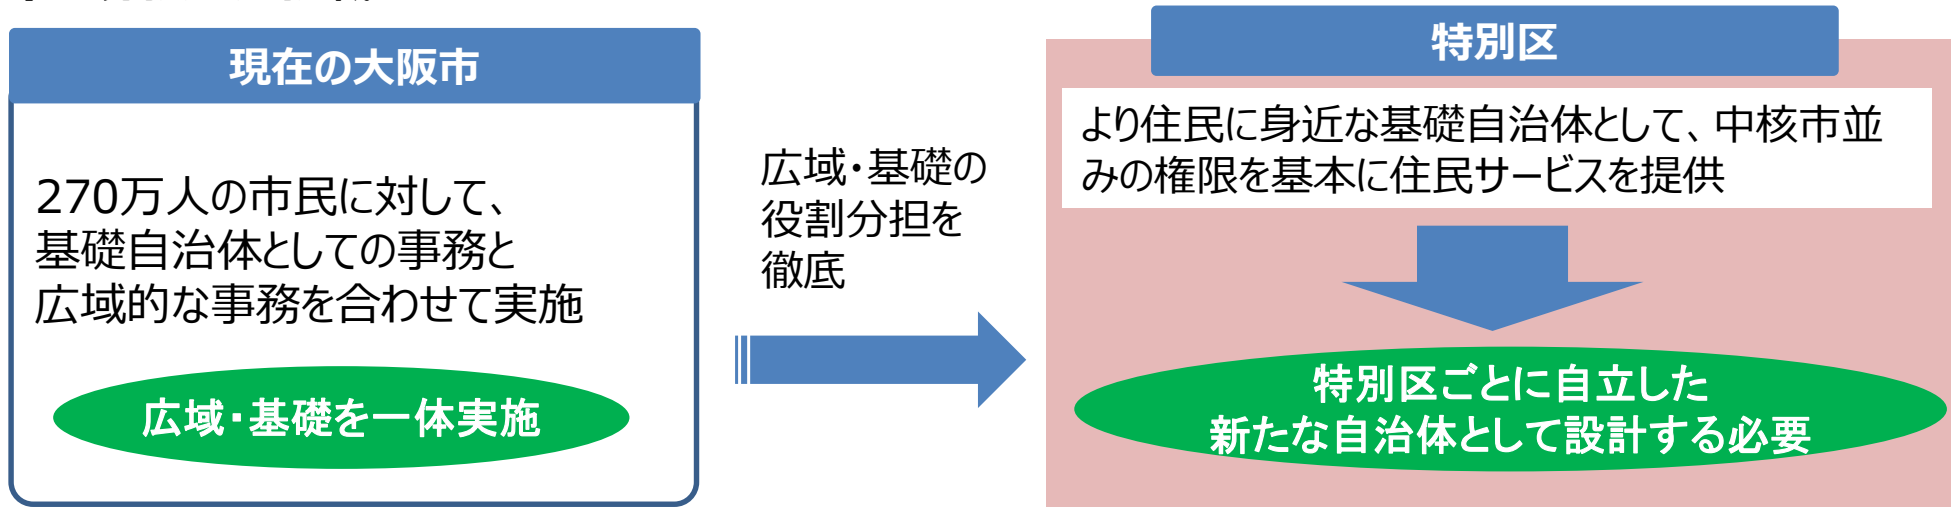 現在の大阪市
270万人の市民に対して、
基礎自治体としての事務と
広域的な事務を合わせて実施
広域・基礎を一体実施
広域・基礎の
役割分担を
徹底
特別区
より住民に身近な基礎自治体として、中核市並
みの権限を基本に住民サービスを提供
特別区ごとに自立した
新たな自治体として設計する必要